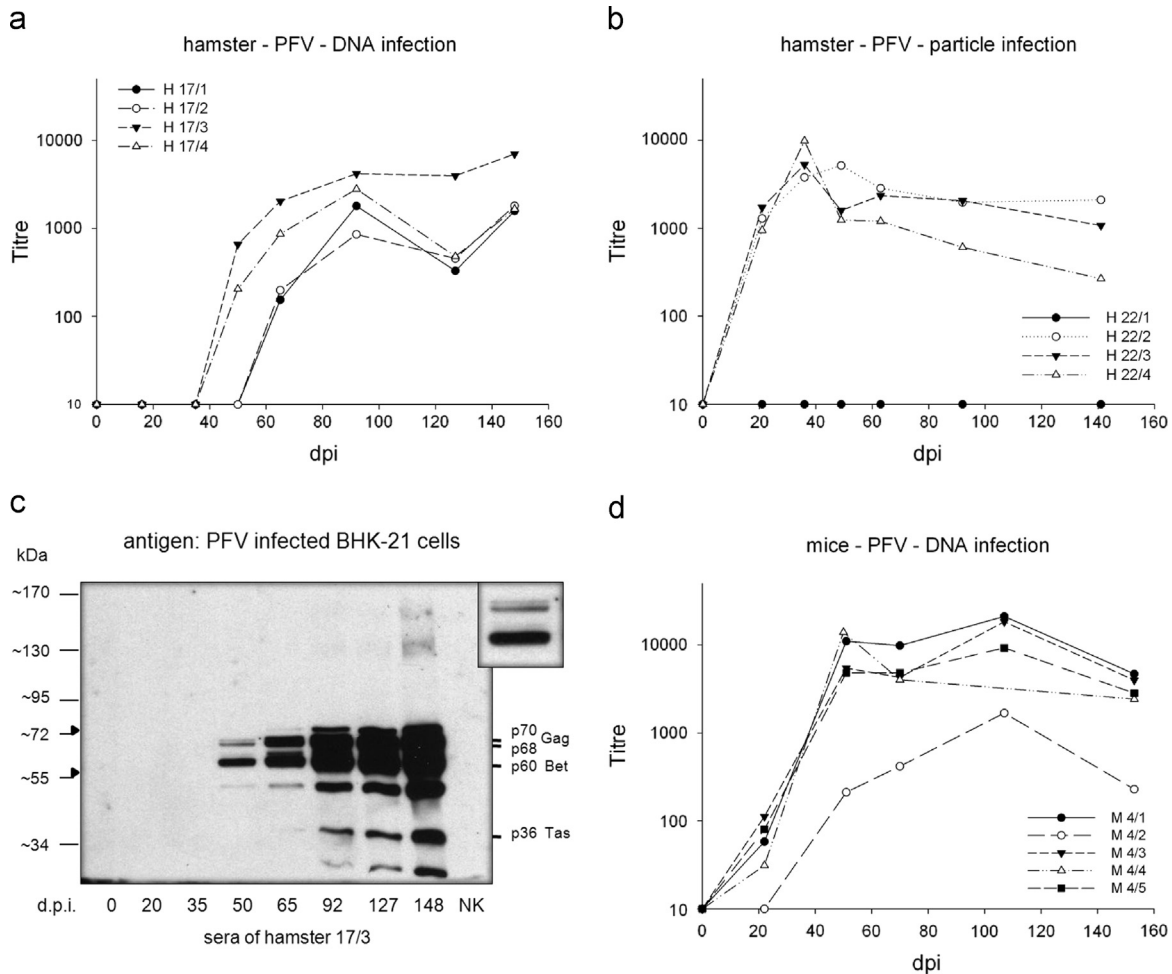 a
hamster - PFV - DNA infection
H 17/1
H 17/2
H 17/3
H 17/4
10000
1000
100
10
Titre
0 20 40 60 80 100 120 140 160
dpi
b
hamster - PFV - particle infection
10000
1000
100
10
Titre
H 22/1
H 22/2
H 22/3
H 22/4
0 20 40 60 80 100 120 140 160
dpi
c
antigen: PFV infected BHK-21 cells
kDa
~170
~130
~95
~72
~55
~34
p70
p68 Gag
p60 Bet
p36 Tas
d.p.i. 0 20 35 50 65 92 127 148 NK
sera of hamster 17/3
d
mice - PFV - DNA infection
10000
1000
100
10
Titre
M 4/1
M 4/2
M 4/3
M 4/4
M 4/5
0 20 40 60 80 100 120 140 160
dpi